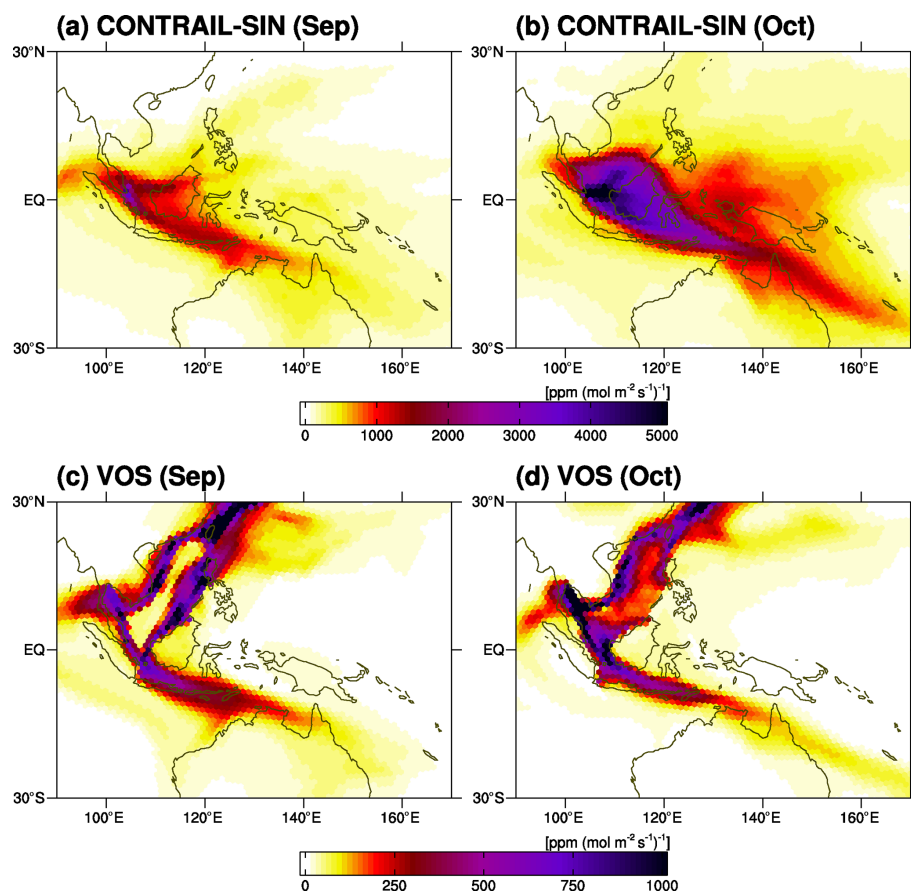 (a) CONTRAIL-SIN (Sep)
(b) CONTRAIL-SIN (Oct)
30°N
30°N
EQ
EQ
30°S
30°S
100°E 120°E 140°E 160°E
100°E 120°E 140°E 160°E
[ppm (mol m⁻² s⁻¹)⁻¹]
0 1000 2000 3000 4000 5000
(c) VOS (Sep)
(d) VOS (Oct)
30°N
30°N
EQ
EQ
30°S
30°S
100°E 120°E 140°E 160°E
100°E 120°E 140°E 160°E
[ppm (mol m⁻² s⁻¹)⁻¹]
0 250 500 750 1000